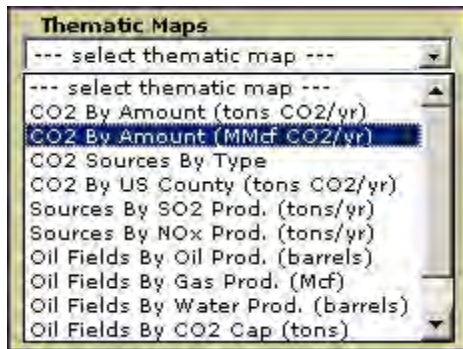 Thematic Maps
--- select thematic map ---
--- select thematic map ---
CO2 By Amount (tons CO2/yr)
CO2 By Amount (MMcf CO2/yr)
CO2 Sources By Type
CO2 By US County (tons CO2/yr)
Sources By SO2 Prod. (tons/yr)
Sources By NOx Prod. (tons/yr)
Oil Fields By Oil Prod. (barrels)
Oil Fields By Gas Prod. (Mcf)
Oil Fields By Water Prod. (barrels)
Oil Fields By CO2 Cap (tons)